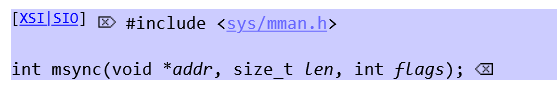 [XSI|SIO] ⌦ #include <sys/mman.h>
int msync(void *addr, size_t len, int flags); ⌫